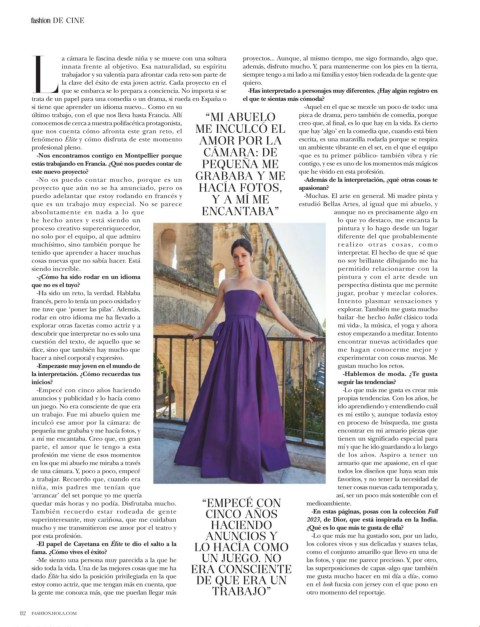 fashion DE CINE
La cámara le fascina desde niña y se mueve con una soltura
innata frente al objetivo. Esa naturalidad, su espíritu
trabajador y su valentía para afrontar cada reto son parte de
la clave del éxito de esta joven actriz. Cada proyecto en el
que se embarca se lo prepara a conciencia. No importa si se
trata de un papel para una comedia o un drama, si rueda en España o
si tiene que aprender un idioma nuevo... Como en su
último trabajo, con el que nos lleva hasta Francia. Allí
conocemos de cerca a nuestra polifacética protagonista,
que nos cuenta cómo afronta este gran reto, el
fenómeno Élite y cómo disfruta de este momento
profesional pleno.
-Nos encontramos contigo en Montpellier porque
estás trabajando en Francia. ¿Qué nos puedes contar de
este nuevo proyecto?
-No os puedo contar mucho, porque es un
proyecto que aún no se ha anunciado, pero os
puedo adelantar que estoy rodando en francés y
que es un trabajo muy especial. No se parece
absolutamente en nada a lo que
he hecho antes y está siendo un
proceso creativo superenriquecedor,
no solo por el equipo, al que admiro
muchísimo, sino también porque he
tenido que aprender a hacer muchas
cosas nuevas que no sabía hacer. Está
siendo increíble.
-¿Cómo ha sido rodar en un idioma
que no es el tuyo?
-Ha sido un reto, la verdad. Hablaba
francés, pero lo tenía un poco oxidado y
me tuve que 'poner las pilas'. Además,
rodar en otro idioma me ha llevado a
explorar otras facetas como actriz y a
descubrir que interpretar no es solo una
cuestión del texto, de aquello que se
dice, sino que también hay mucho que
hacer a nivel corporal y expresivo.
-Empezaste muy joven en el mundo de
la interpretación. ¿Cómo recuerdas tus
inicios?
-Empecé con cinco años haciendo
anuncios y publicidad y lo hacía como
un juego. No era consciente de que era
un trabajo. Fue mi abuelo quien me
inculcó ese amor por la cámara: de
pequeña me grababa y me hacía fotos, y
a mí me encantaba. Creo que, en gran
parte, el amor que le tengo a esta
profesión me viene de esos momentos
en los que mi abuelo me miraba a través
de una cámara. Y, poco a poco, empecé
a trabajar. Recuerdo que, cuando era
niña, mis padres me tenían que
'arrancar' del set porque yo me quería
quedar más horas y no podía. Disfrutaba mucho.
También recuerdo estar rodeada de gente
superinteresante, muy cariñosa, que me cuidaban
mucho y me transmitieron ese amor por el teatro y
por esta profesión.
-El papel de Cayetana en Élite te dio el salto a la
fama. ¿Cómo vives el éxito?
-Me siento una persona muy parecida a la que he
sido toda la vida. Una de las mejores cosas que me ha
dado Élite ha sido la posición privilegiada en la que
estoy como actriz, que me tengan más en cuenta, que
la gente me conozca más, que me puedan llegar más
"MI ABUELO
ME INCULCÓ EL
AMOR POR LA
CÁMARA: DE
PEQUEÑA ME
GRABABA Y ME
HACÍA FOTOS,
Y A MÍ ME
ENCANTABA"
"EMPECÉ CON
CINCO AÑOS
HACIENDO
ANUNCIOS Y
LO HACÍA COMO
UN JUEGO. NO
ERA CONSCIENTE
DE QUE ERA UN
TRABAJO"
proyectos... Aunque, al mismo tiempo, me sigo formando, algo que,
además, disfruto mucho. Y, para mantenerme con los pies en la tierra,
siempre tengo a mi lado a mi familia y estoy bien rodeada de la gente que
quiero.
-Has interpretado a personajes muy diferentes. ¿Hay algún registro en
el que te sientas más cómoda?
-Aquel en el que se mezcle un poco de todo: una
pizca de drama, pero también de comedia, porque
creo que, al final, es lo que hay en la vida. Es cierto
que hay 'algo' en la comedia que, cuando está bien
escrita, es una maravilla rodarla porque se respira
un ambiente vibrante en el set, en el que el equipo
-que es tu primer público- también vibra y ríe
contigo, y ese es uno de los momentos más mágicos
que he vivido en esta profesión.
-Además de la interpretación, ¿qué otras cosas te
apasionan?
-Muchas. El arte en general. Mi madre pinta y
estudió Bellas Artes, al igual que mi abuelo, y
aunque no es precisamente algo en
lo que yo destaco, me encanta la
pintura y lo hago desde un lugar
diferente del que probablemente
realizo otras cosas, como
interpretar. El hecho de que sé que
no soy brillante dibujando me ha
permitido relacionarme con la
pintura y con el arte desde un
perspectiva distinta que me permite
jugar, probar y mezclar colores.
Intento plasmar sensaciones y
explorar. También me gusta mucho
bailar -he hecho ballet clásico toda
mi vida-, la música, el yoga y ahora
estoy empezando a meditar. Intento
encontrar nuevas actividades que
me hagan conocerme mejor y
experimentar con cosas nuevas. Me
gustan mucho los retos.
-Hablemos de moda. ¿Te gusta
seguir las tendencias?
-Lo que más me gusta es crear mis
propias tendencias. Con los años, he
ido aprendiendo y entendiendo cuál
es mi estilo y, aunque todavía estoy
en proceso de búsqueda, me gusta
encontrar en mi armario piezas que
tienen un significado especial para
mí y que he ido guardando a lo largo
de los años. Aspiro a tener un
armario que me apasione, en el que
todos los diseños que haya sean mis
favoritos, y no tener la necesidad de
tener cosas nuevas cada temporada y,
así, ser un poco más sostenible con el
medioambiente.
-En estas páginas, posas con la colección Fall
2023, de Dior, que está inspirada en la India.
¿Qué es lo que más te gusta de ella?
-Lo que más me ha gustado son, por un lado,
los colores vivos y sus delicadas y suaves telas,
como el conjunto amarillo que llevo en una de
las fotos, y que me parece precioso. Y, por otro,
las superposiciones de capas -algo que también
me gusta mucho hacer en mi día a día-, como
en el look fucsia con jersey con el que poso en
otro momento del reportaje.
82 FASHION.HOLA.COM